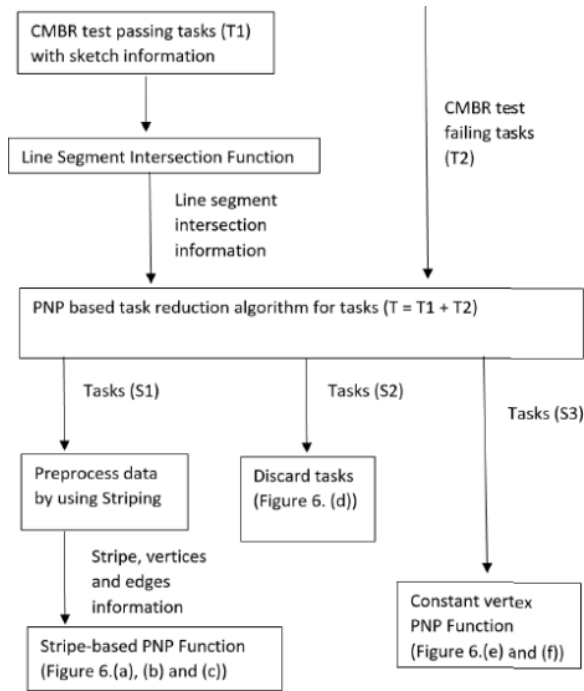 CMBR test passing tasks (T1)
with sketch information
CMBR test
failing tasks
(T2)
Line Segment Intersection Function
Line segment
intersection
information
PNP based task reduction algorithm for tasks (T = T1 + T2)
Tasks (S1)
Tasks (S2)
Tasks (S3)
Preprocess data
by using Striping
Discard tasks
(Figure 6. (d))
Stripe, vertices
and edges
information
Constant vertex
PNP Function
(Figure 6.(e) and (f))
Stripe-based PNP Function
(Figure 6.(a), (b) and (c))